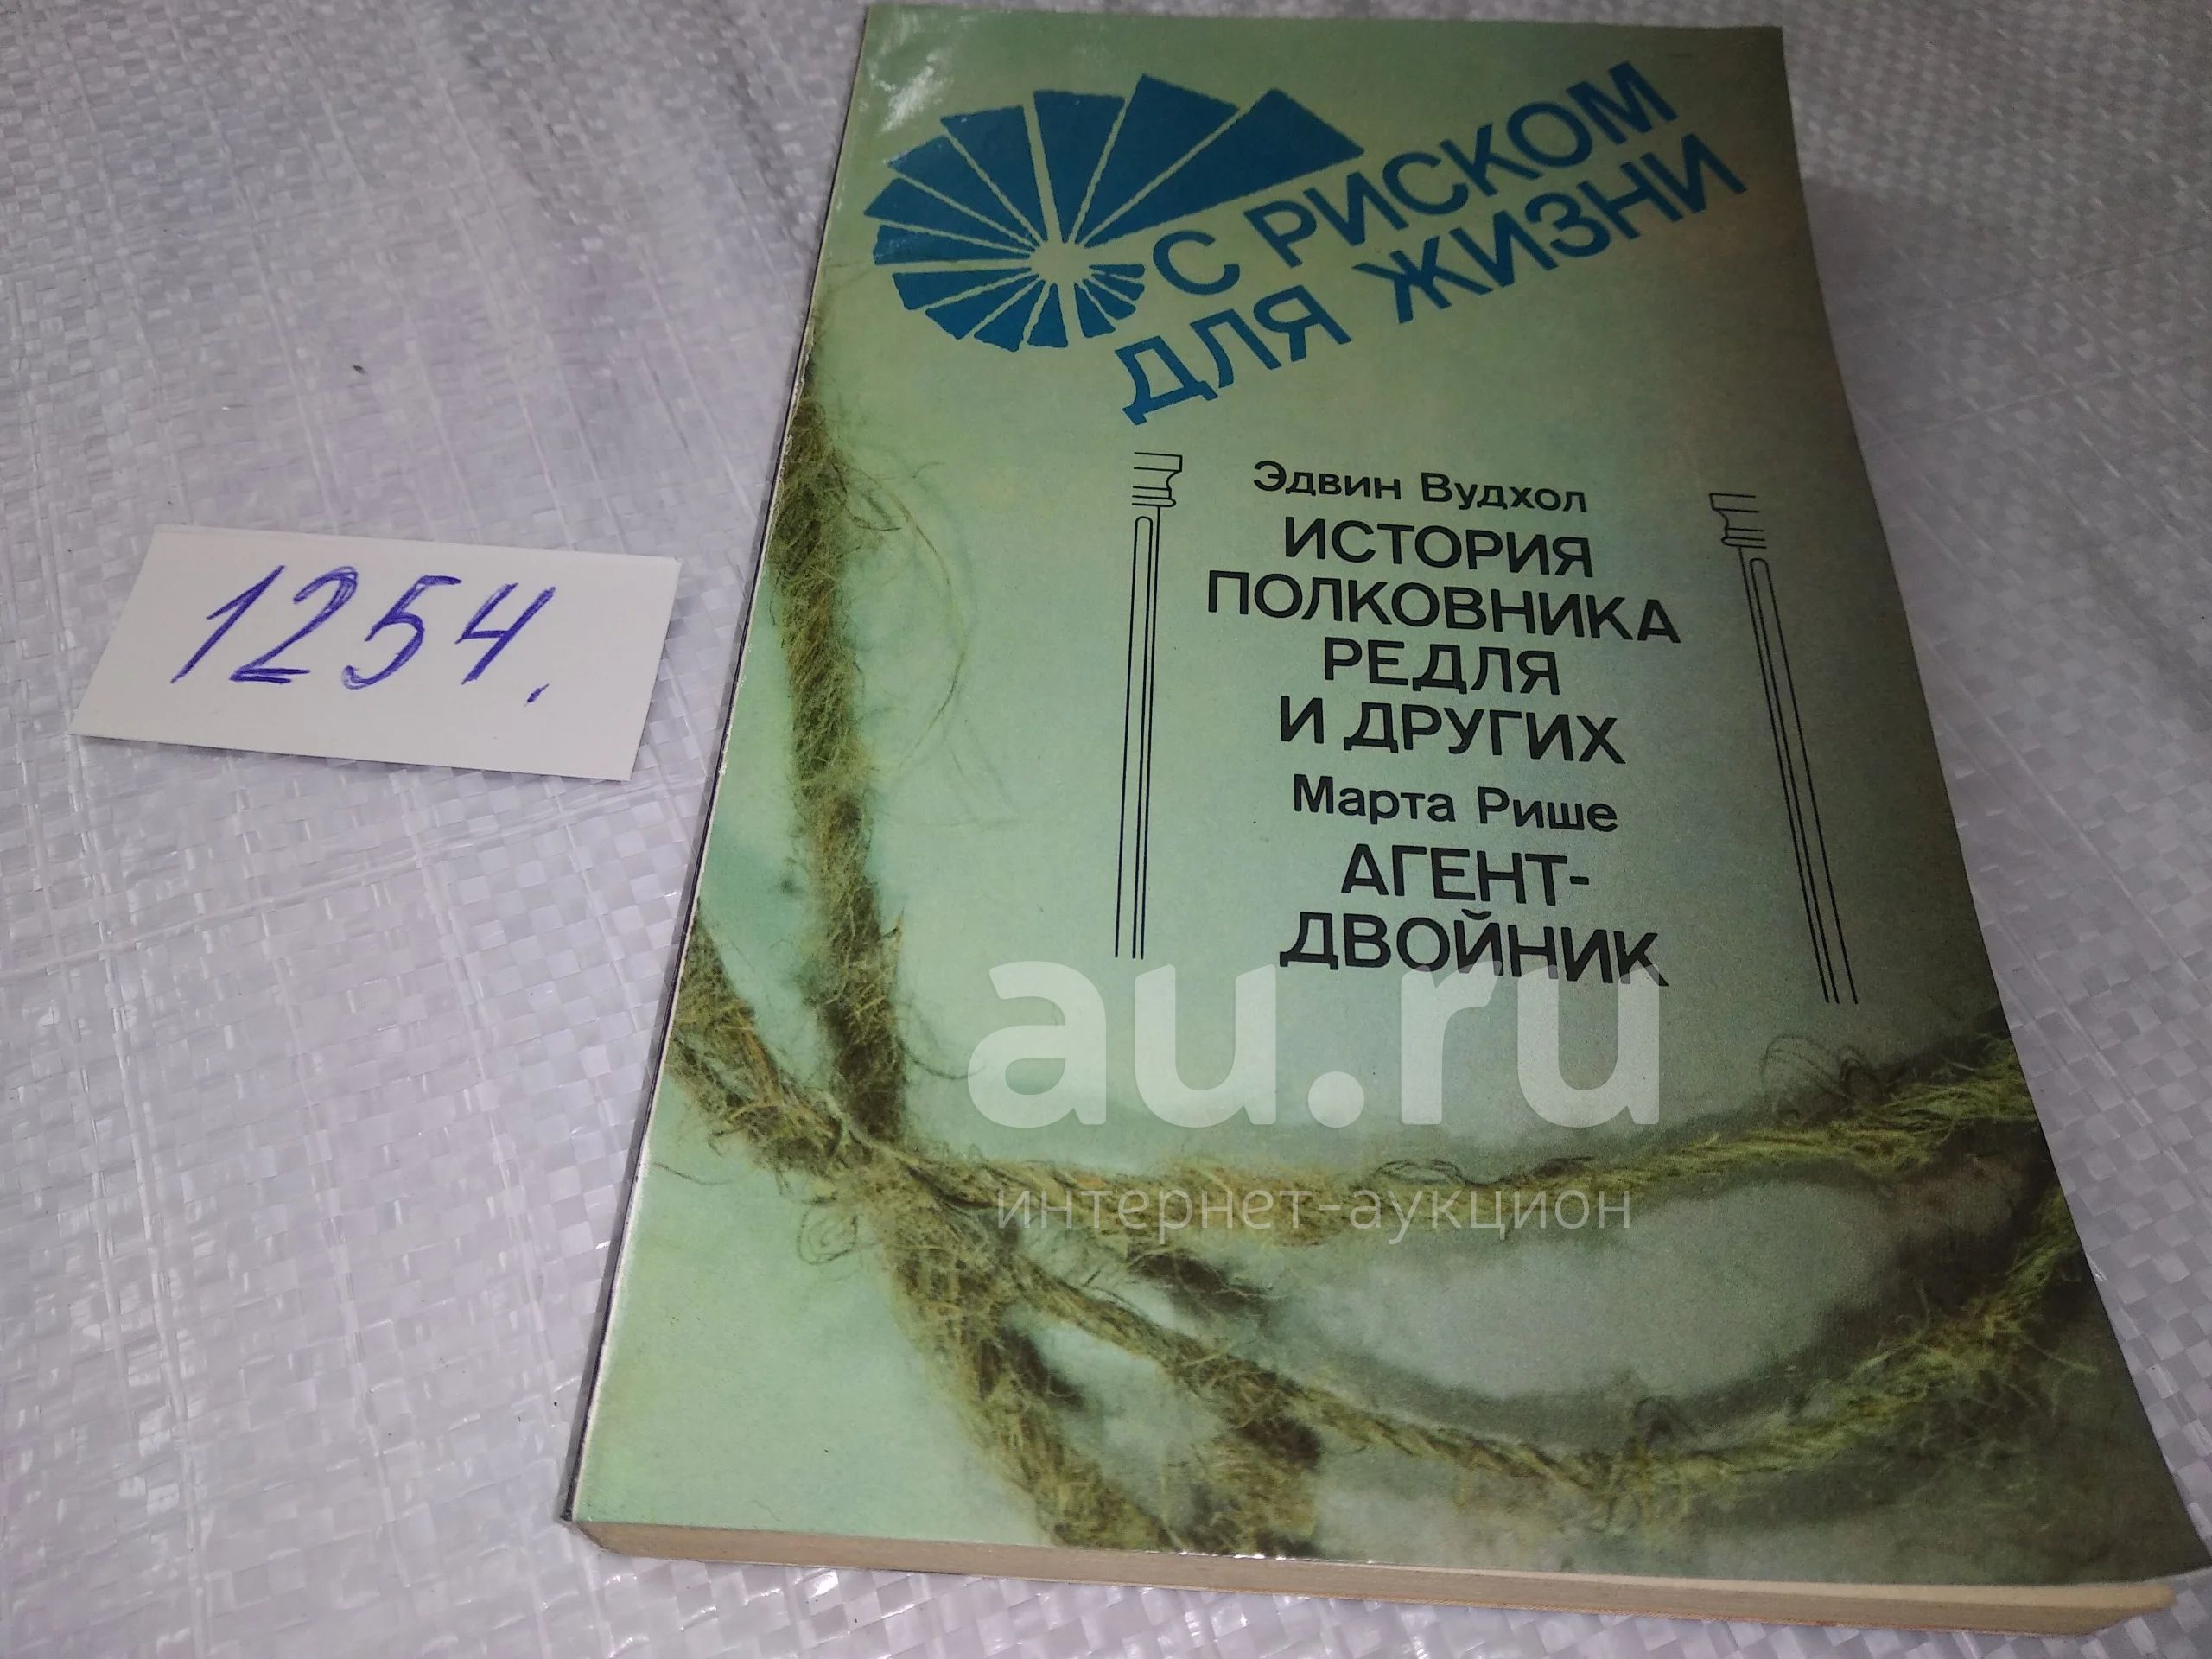 С РИСКОМ
ДЛЯ ЖИЗНИ
Эдвин Вудхол
ИСТОРИЯ
ПОЛКОВНИКА
РЕДЛЯ
И ДРУГИХ
Марта Рише
АГЕНТ-
ДВОЙНИК
1254.
au.ru
интернет-аукцион